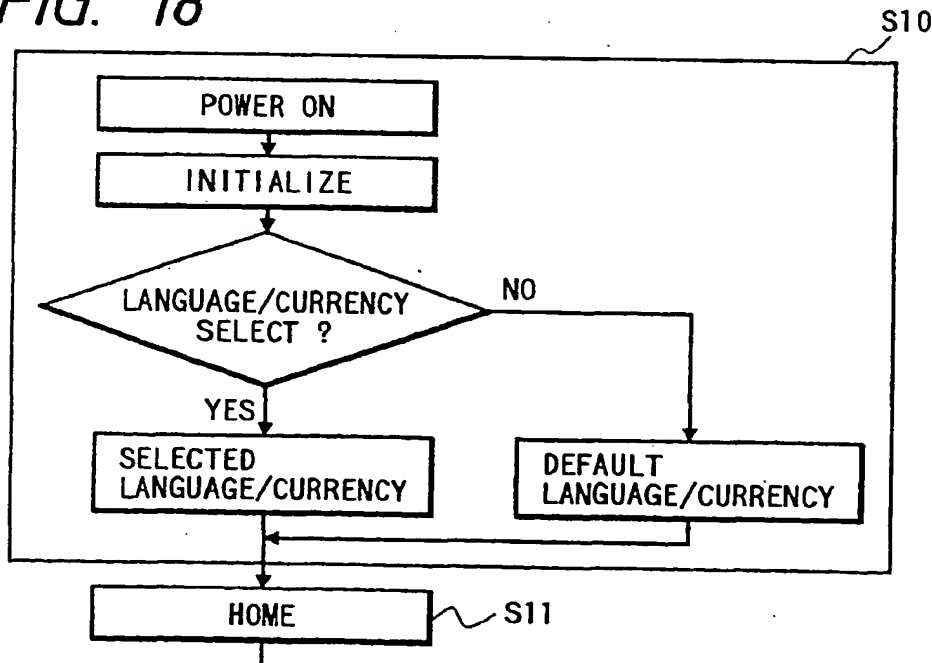 FIG. 18
S10
POWER ON
INITIALIZE
LANGUAGE/CURRENCY
SELECT ?
NO
YES
SELECTED
LANGUAGE/CURRENCY
DEFAULT
LANGUAGE/CURRENCY
HOME
S11